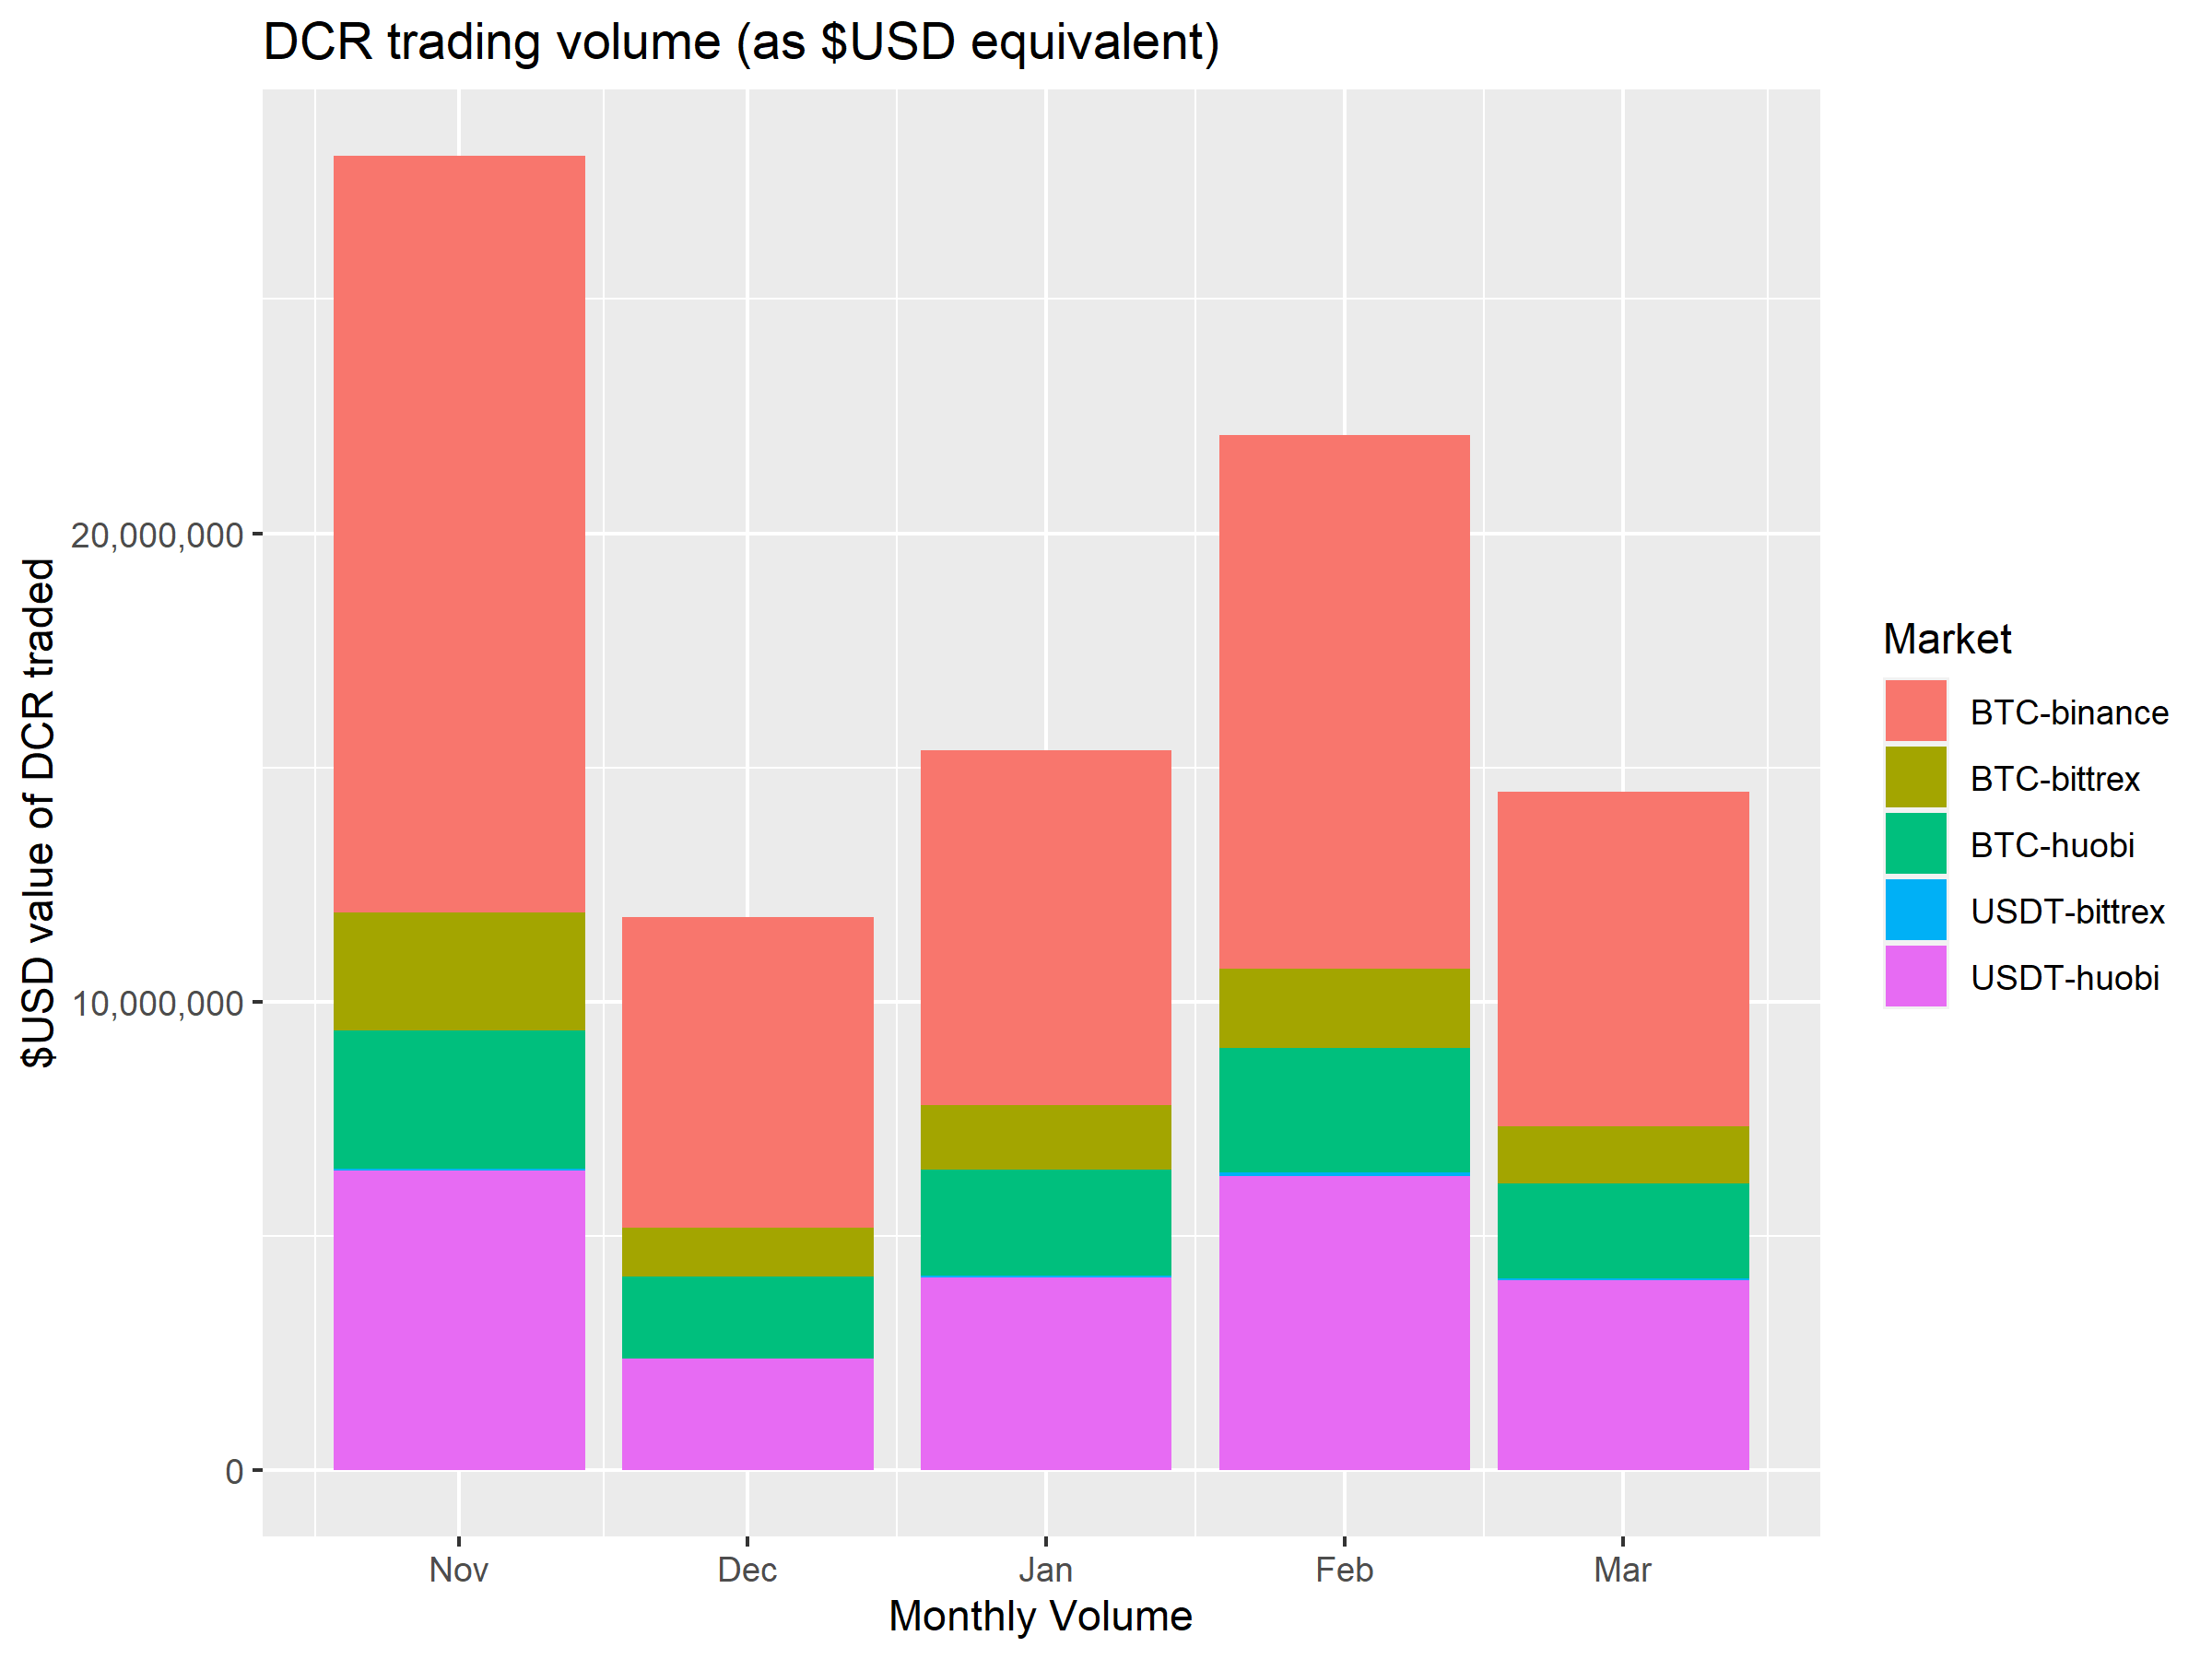 DCR trading volume (as $USD equivalent)
$USD value of DCR traded
20,000,000
10,000,000
0
Nov
Dec
Jan
Feb
Mar
Monthly Volume
Market
BTC-binance
BTC-bittrex
BTC-huobi
USDT-bittrex
USDT-huobi